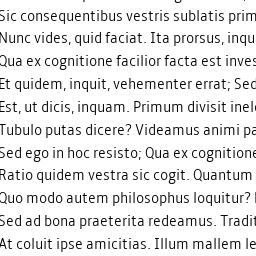 Sic consequentibus vestris sublatis prim
Nunc vides, quid faciat. Ita prorsus, inqu
Qua ex cognitione facilior facta est inves
Et quidem, inquit, vehementer errat; Sed
Est, ut dicis, inquam. Primum divisit inel
Tubulo putas dicere? Videamus animi pa
Sed ego in hoc resisto; Qua ex cognitione
Ratio quidem vestra sic cogit. Quantum
Quo modo autem philosophus loquitur?
Sed ad bona praeterita redeamus. Tradit
At coluit ipse amicitias. Illum mallem le